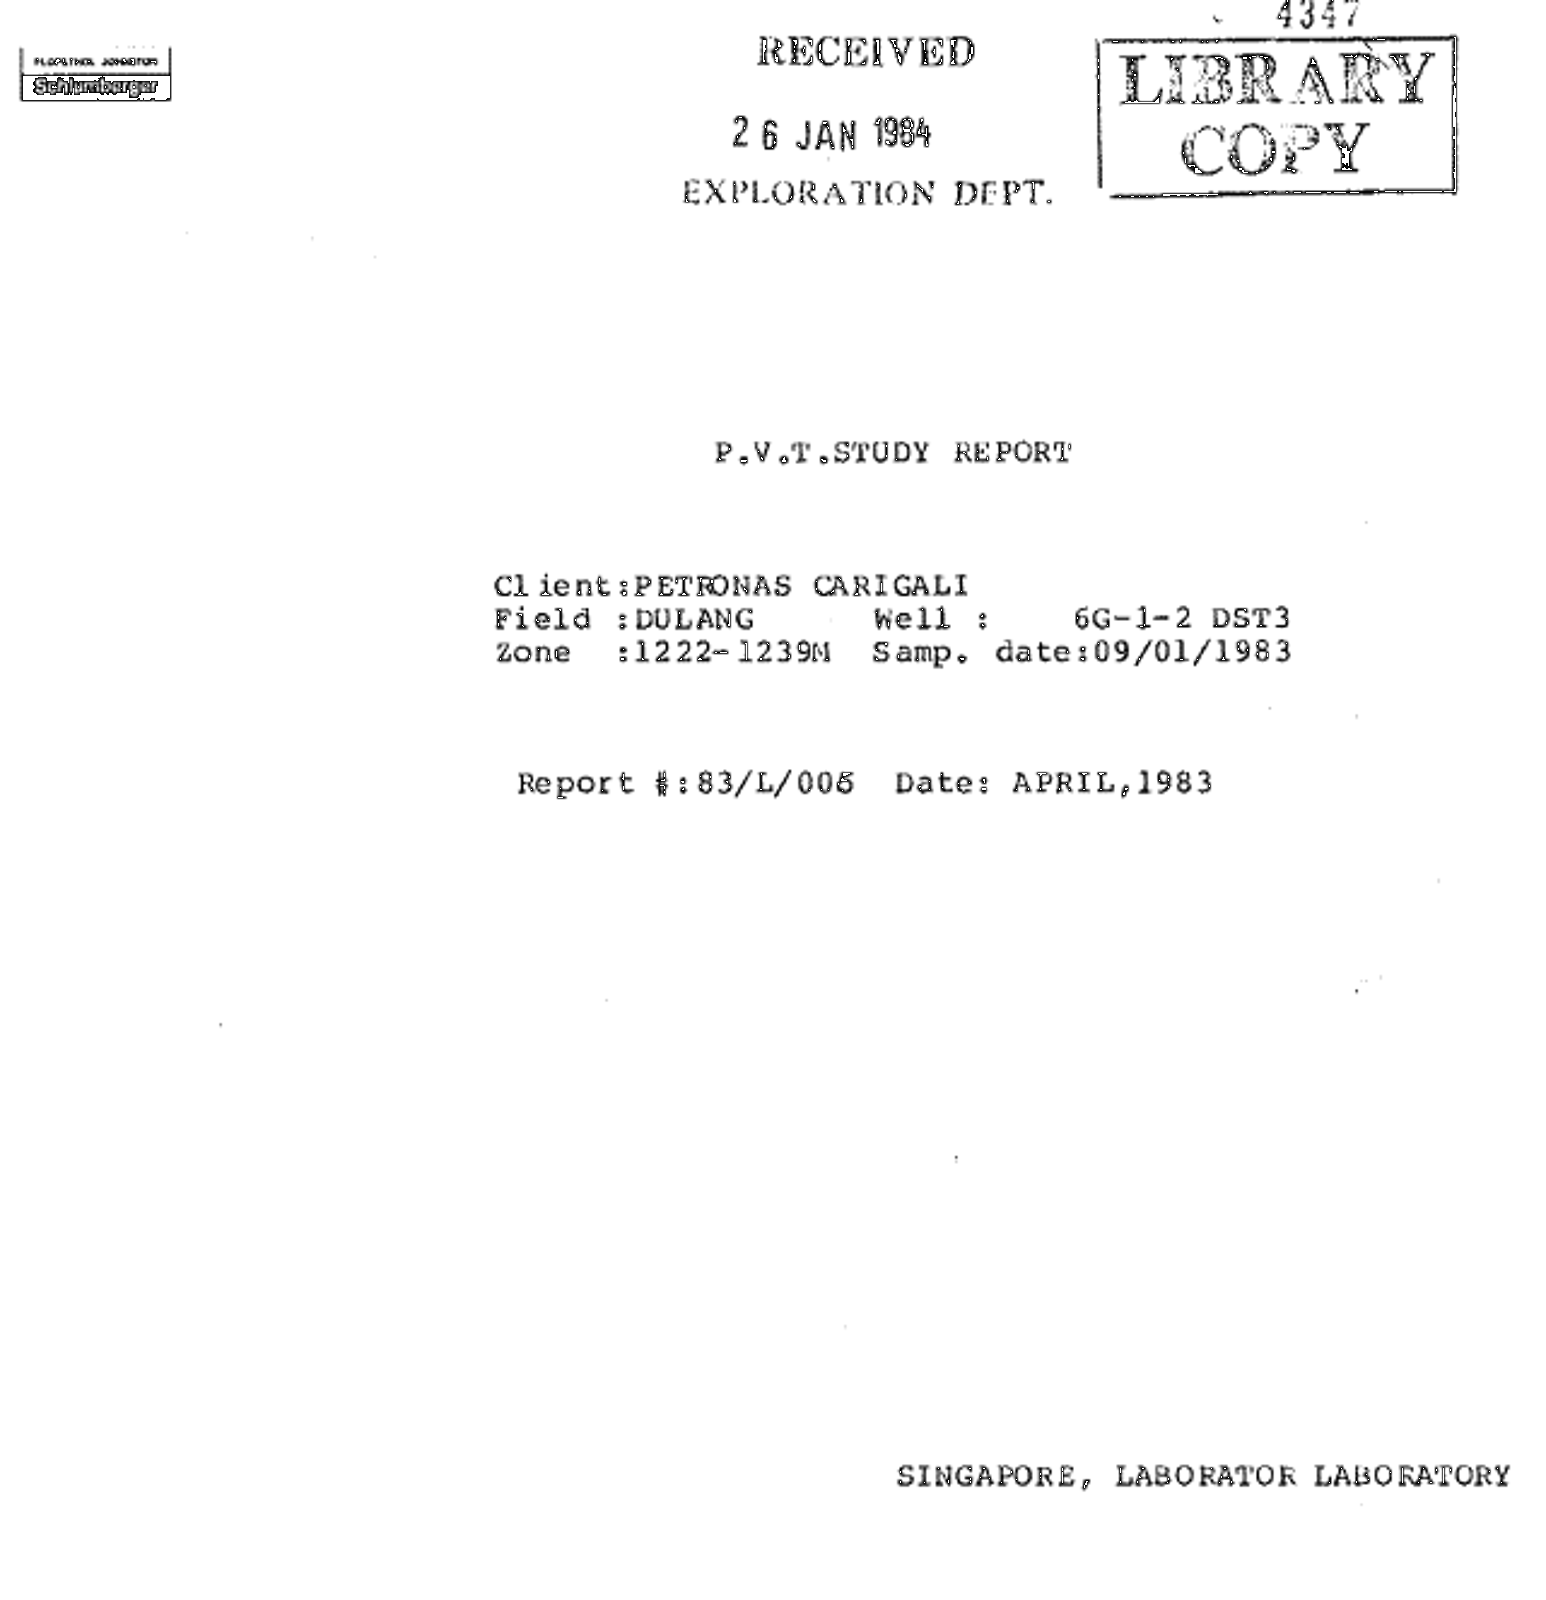 4347
RECEIVED
LIBRARY
COPY
Schlumberger
26 JAN 1984
EXPLORATION DEPT.
P.V.T.STUDY REPORT
Client:PETRONAS CARIGALI
Field :DULANG Well : 6G-1-2 DST3
Zone :1222-1239M Samp. date:09/01/1983
Report #:83/L/006 Date: APRIL,1983
SINGAPORE, LABORATOR LABORATORY